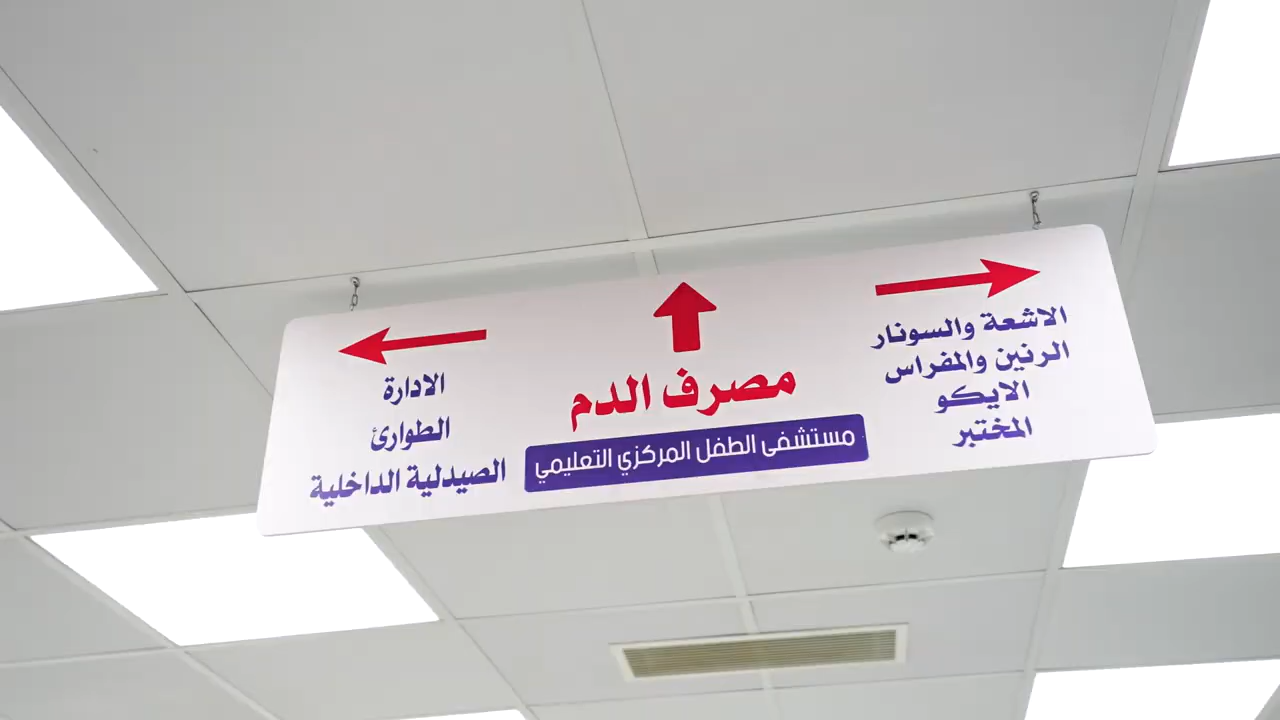 الاشعة والسونار
الرنين والمفراس
الايكو
المختبر
مصرف الدم
مستشفى الطفل المركزي التعليمي
الادارة
الطوارئ
الصيدلية الداخلية